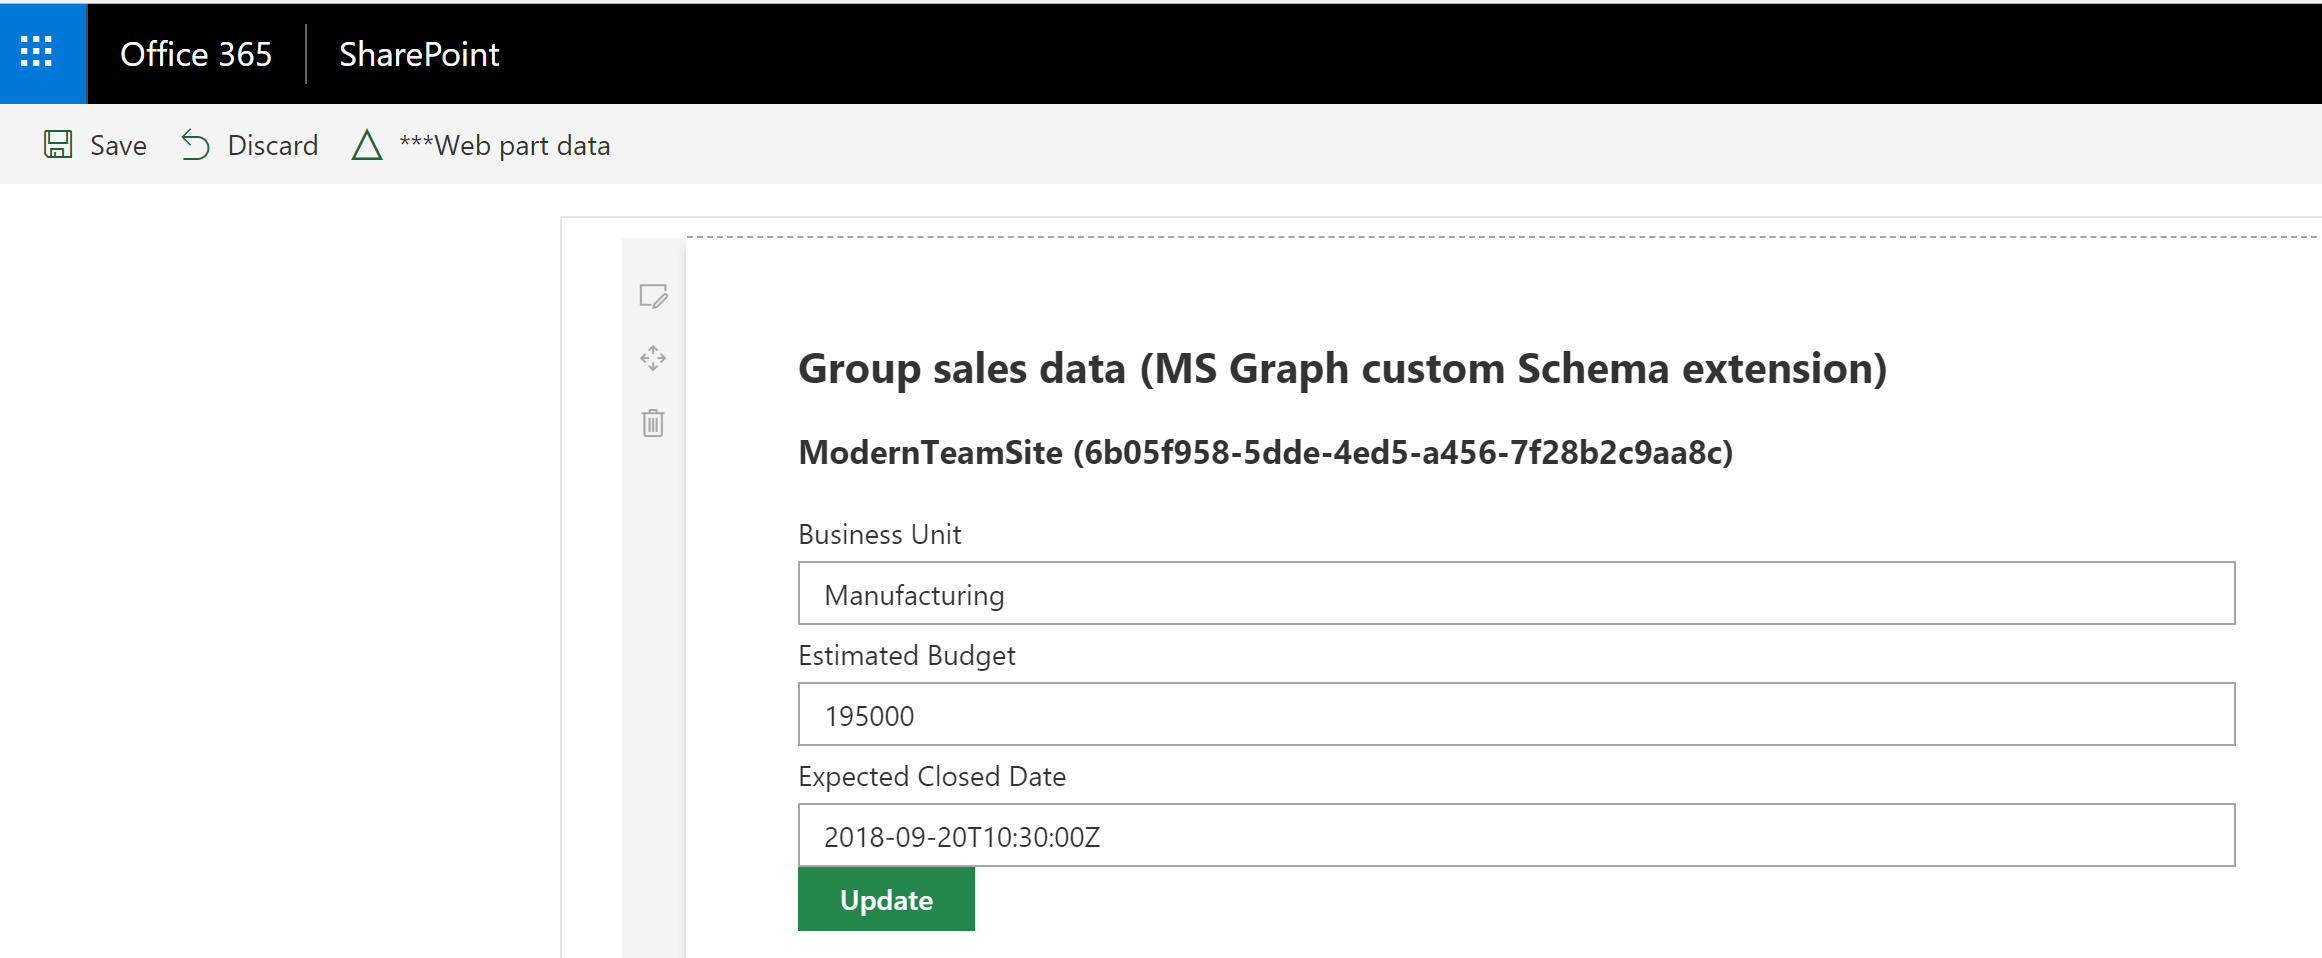 Office 365 SharePoint
Save Discard ***Web part data
Group sales data (MS Graph custom Schema extension)
ModernTeamSite (6b05f958-5dde-4ed5-a456-7f28b2c9aa8c)
Business Unit
Manufacturing
Estimated Budget
195000
Expected Closed Date
2018-09-20T10:30:00Z
Update